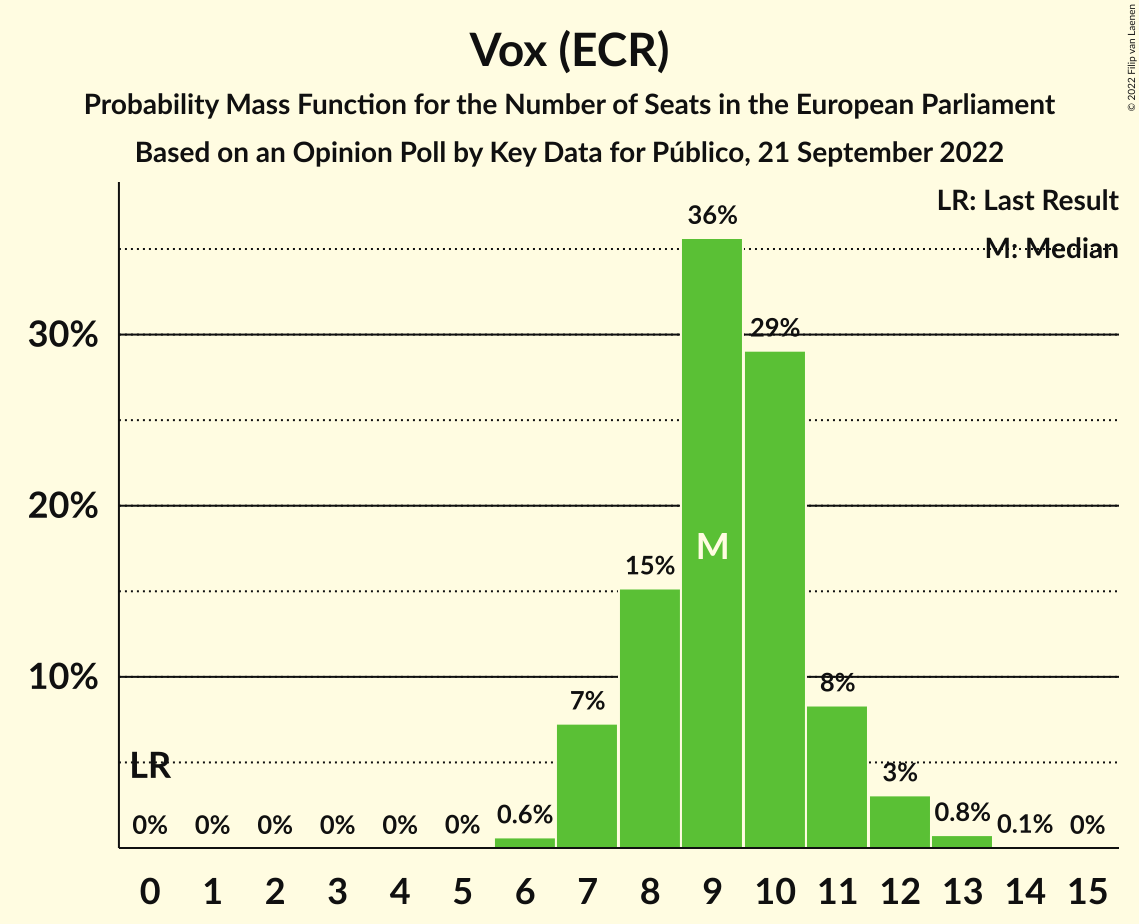 © 2022 Filip van Laenen
Vox (ECR)
Probability Mass Function for the Number of Seats in the European Parliament
Based on an Opinion Poll by Key Data for Público, 21 September 2022
LR: Last Result
M: Median
36%
30%
29%
20%
M
15%
10%
8%
7%
LR
3%
0% 0% 0% 0% 0% 0% 0.6% 0.8% 0.1% 0%
0 1 2 3 4 5 6 7 8 9 10 11 12 13 14 15